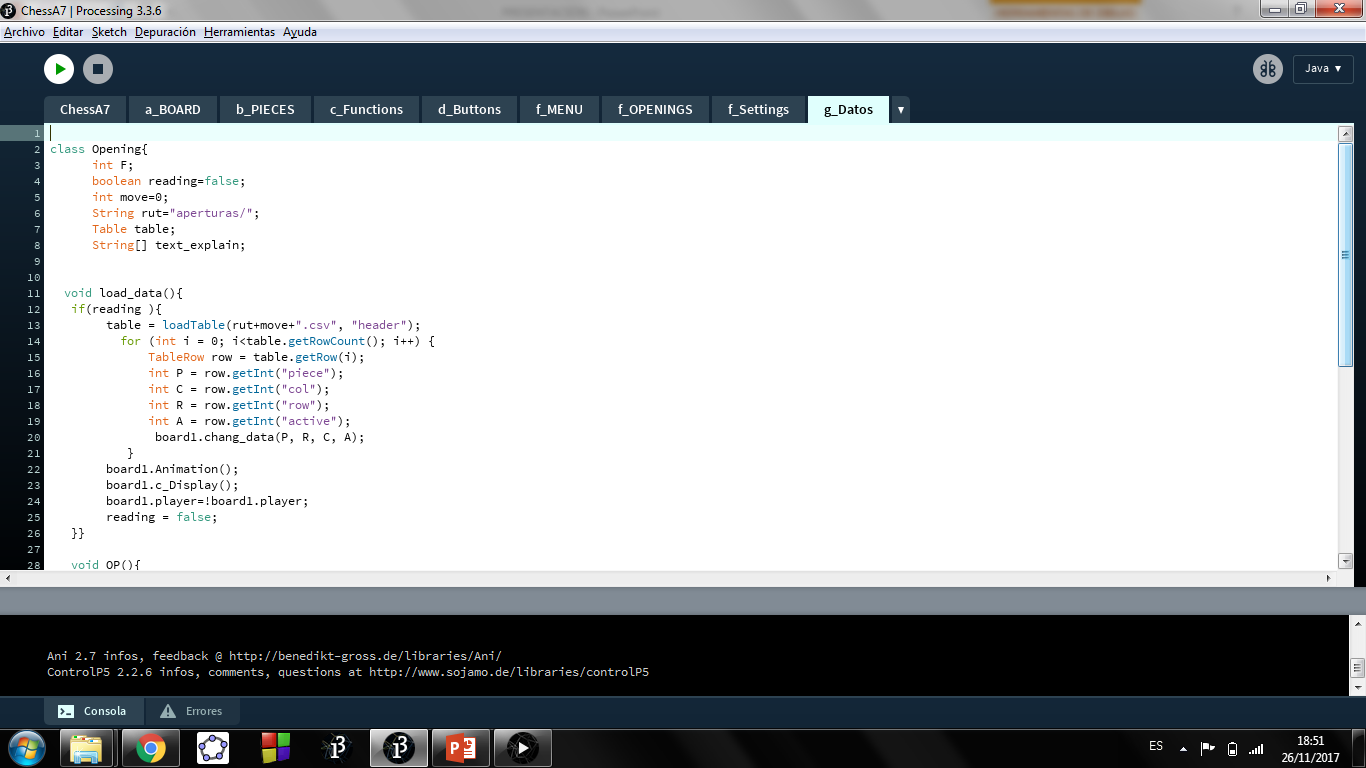 ChessA7 | Processing 3.3.6
Archivo Editar Sketch Depuración Herramientas Ayuda
Java ▾
ChessA7 a_BOARD b_PIECES c_Functions d_Buttons f_MENU f_OPENINGS f_Settings g_Datos ▾
1
2 class Opening{
3 int F;
4 boolean reading=false;
5 int move=0;
6 String rut="aperturas/";
7 Table table;
8 String[] text_explain;
9
10
11 void load_data(){
12 if(reading ){
13 table = loadTable(rut+move+".csv", "header");
14 for (int i = 0; i<table.getRowCount(); i++) {
15 TableRow row = table.getRow(i);
16 int P = row.getInt("piece");
17 int C = row.getInt("col");
18 int R = row.getInt("row");
19 int A = row.getInt("active");
20 board1.chang_data(P, R, C, A);
21 }
22 board1.Animation();
23 board1.c_Display();
24 board1.player=!board1.player;
25 reading = false;
26 }}
27
28 void OP(){
Ani 2.7 infos, feedback @ http://benedikt-gross.de/libraries/Ani/
ControlP5 2.2.6 infos, comments, questions at http://www.sojamo.de/libraries/controlP5
Consola Errores
ES
18:51
26/11/2017